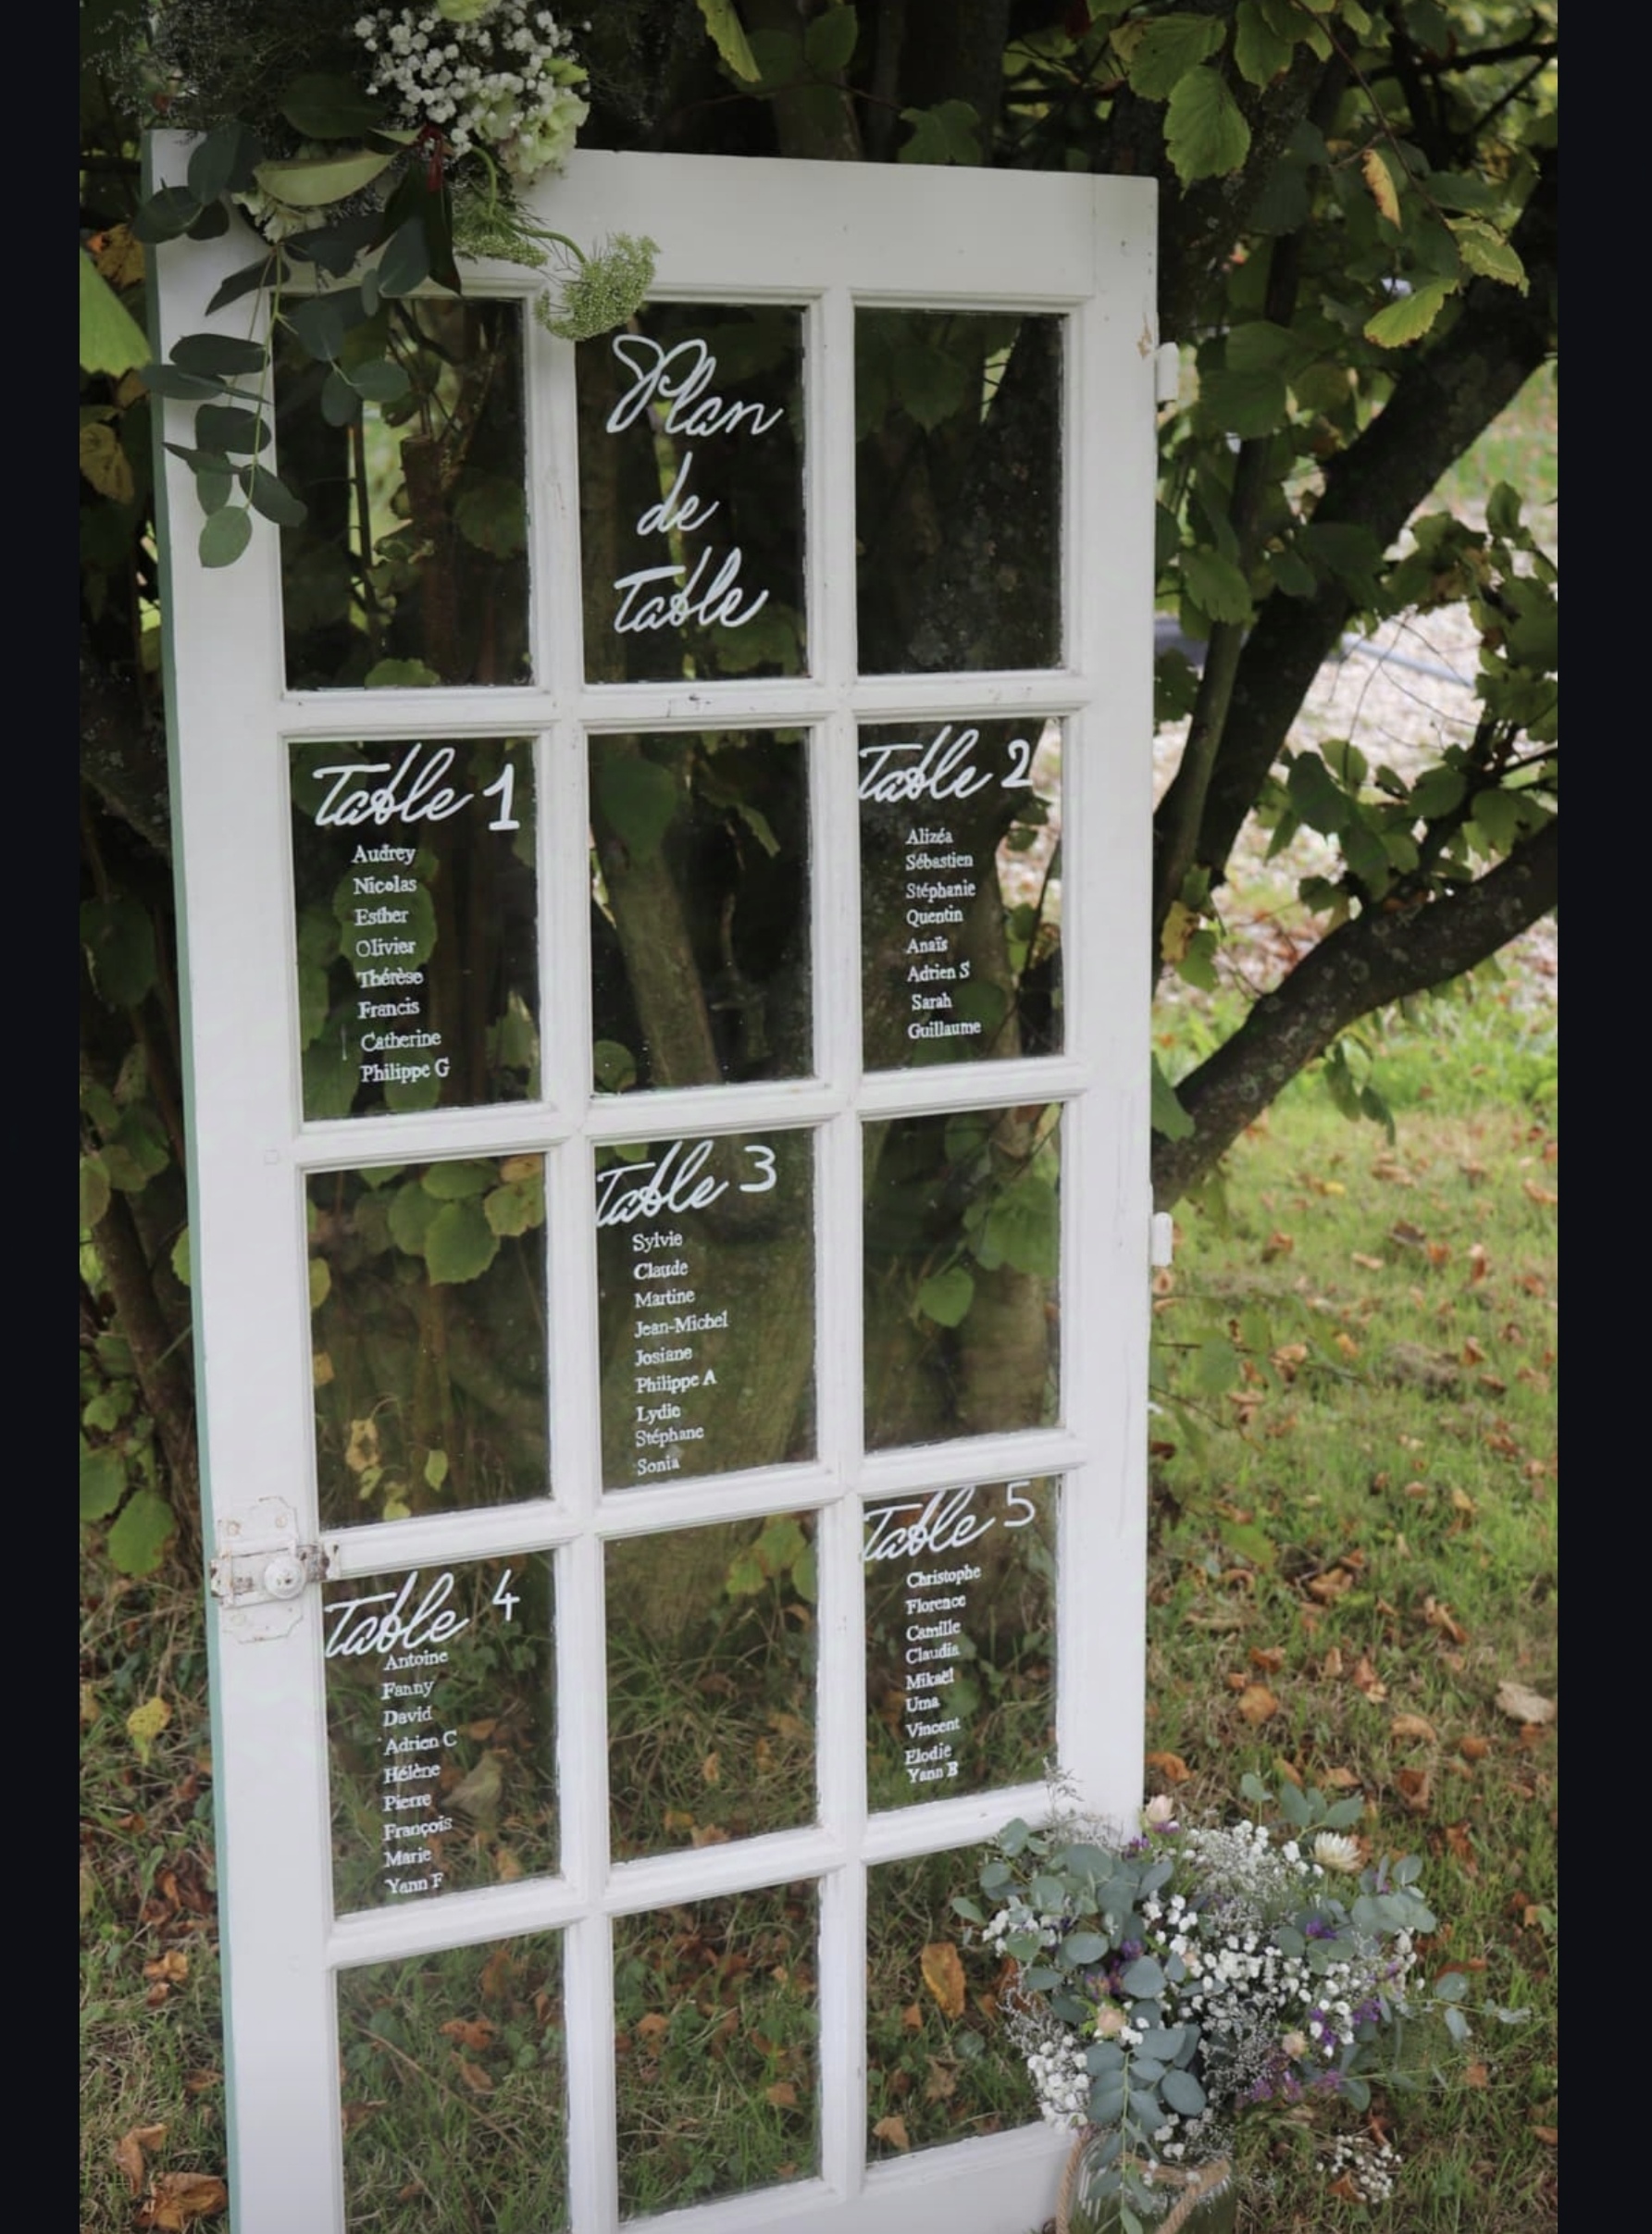 Plan
de
Table
Table 1
Audrey
Nicolas
Esther
Olivier
Thérèse
Francis
Catherine
Philippe G
Table 2
Alizéa
Sébastien
Stéphanie
Quentin
Anaïs
Adrien S
Sarah
Guillaume
Table 3
Sylvie
Claude
Martine
Jean-Michel
Josiane
Philippe A
Lydie
Stéphane
Sonia
Table 4
Antoine
Fanny
David
Adrien C
Hélène
Pierre
François
Marie
Yann F
Table 5
Christophe
Florence
Camille
Claudia
Mikaël
Uma
Vincent
Elodie
Yann B